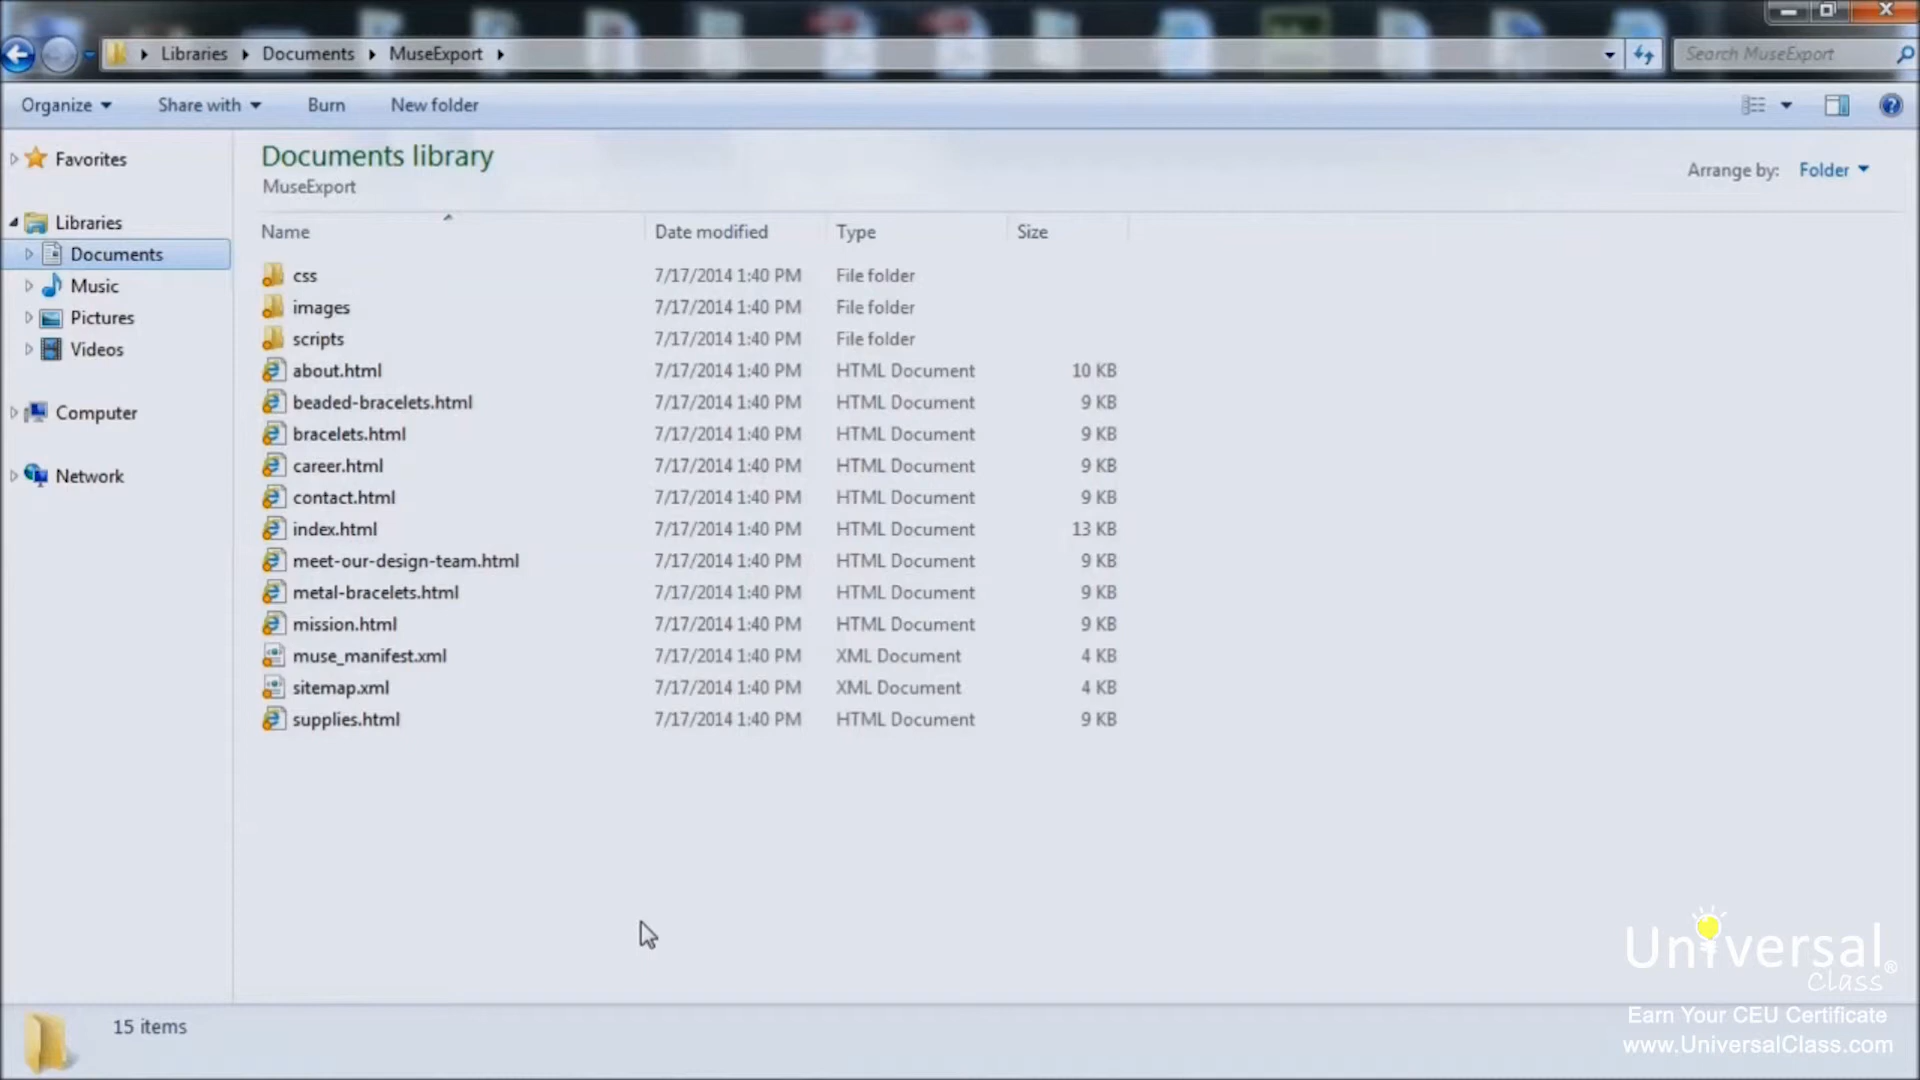 Libraries Documents MuseExport Search MuseExport
Organize Share with Burn New folder
Favorites
Libraries
Documents
Music
Pictures
Videos
Computer
Network
Documents library
MuseExport
Arrange by: Folder
Name Date modified Type Size
css 7/17/2014 1:40 PM File folder
images 7/17/2014 1:40 PM File folder
scripts 7/17/2014 1:40 PM File folder
about.html 7/17/2014 1:40 PM HTML Document 10 KB
beaded-bracelets.html 7/17/2014 1:40 PM HTML Document 9 KB
bracelets.html 7/17/2014 1:40 PM HTML Document 9 KB
career.html 7/17/2014 1:40 PM HTML Document 9 KB
contact.html 7/17/2014 1:40 PM HTML Document 9 KB
index.html 7/17/2014 1:40 PM HTML Document 13 KB
meet-our-design-team.html 7/17/2014 1:40 PM HTML Document 9 KB
metal-bracelets.html 7/17/2014 1:40 PM HTML Document 9 KB
mission.html 7/17/2014 1:40 PM HTML Document 9 KB
muse_manifest.xml 7/17/2014 1:40 PM XML Document 4 KB
sitemap.xml 7/17/2014 1:40 PM XML Document 4 KB
supplies.html 7/17/2014 1:40 PM HTML Document 9 KB
15 items
Universal
Class®
Earn Your CEU Certificate
www.UniversalClass.com